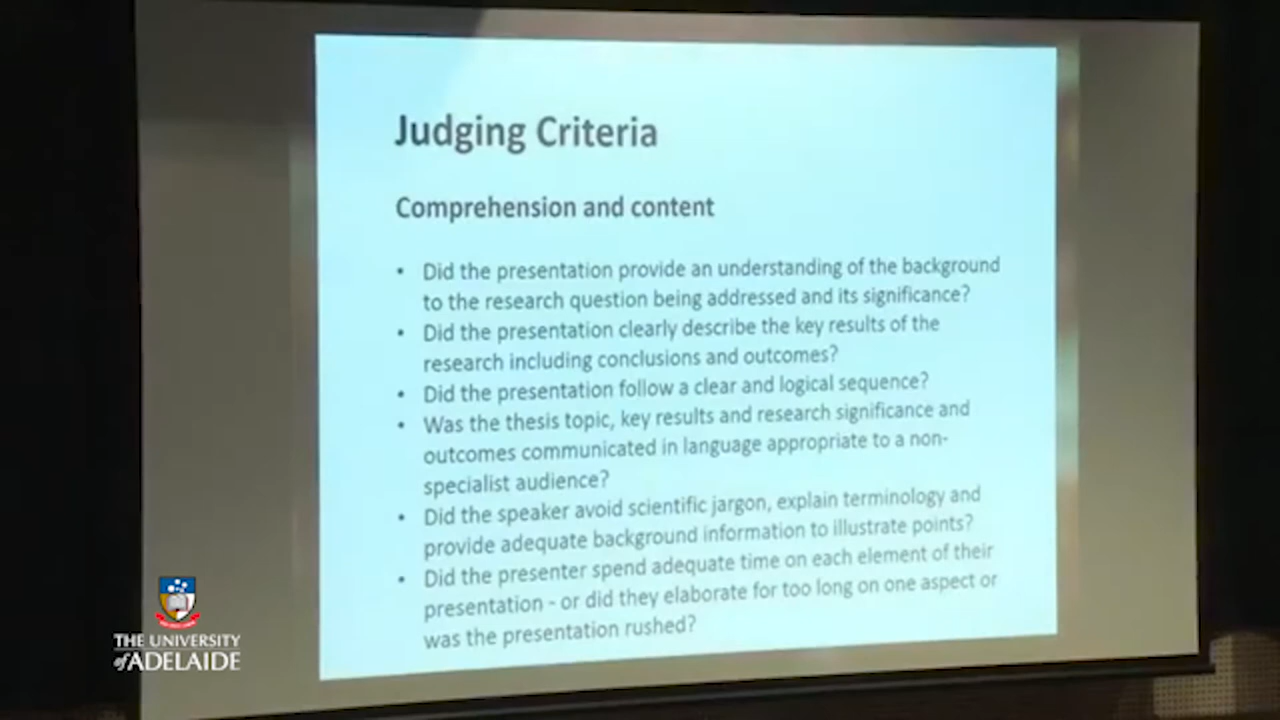 Judging Criteria
Comprehension and content
• Did the presentation provide an understanding of the background
to the research question being addressed and its significance?
• Did the presentation clearly describe the key results of the
research including conclusions and outcomes?
• Did the presentation follow a clear and logical sequence?
• Was the thesis topic, key results and research significance and
outcomes communicated in language appropriate to a non-
specialist audience?
• Did the speaker avoid scientific jargon, explain terminology and
provide adequate background information to illustrate points?
• Did the presenter spend adequate time on each element of their
presentation - or did they elaborate for too long on one aspect or
was the presentation rushed?
THE UNIVERSITY
of ADELAIDE